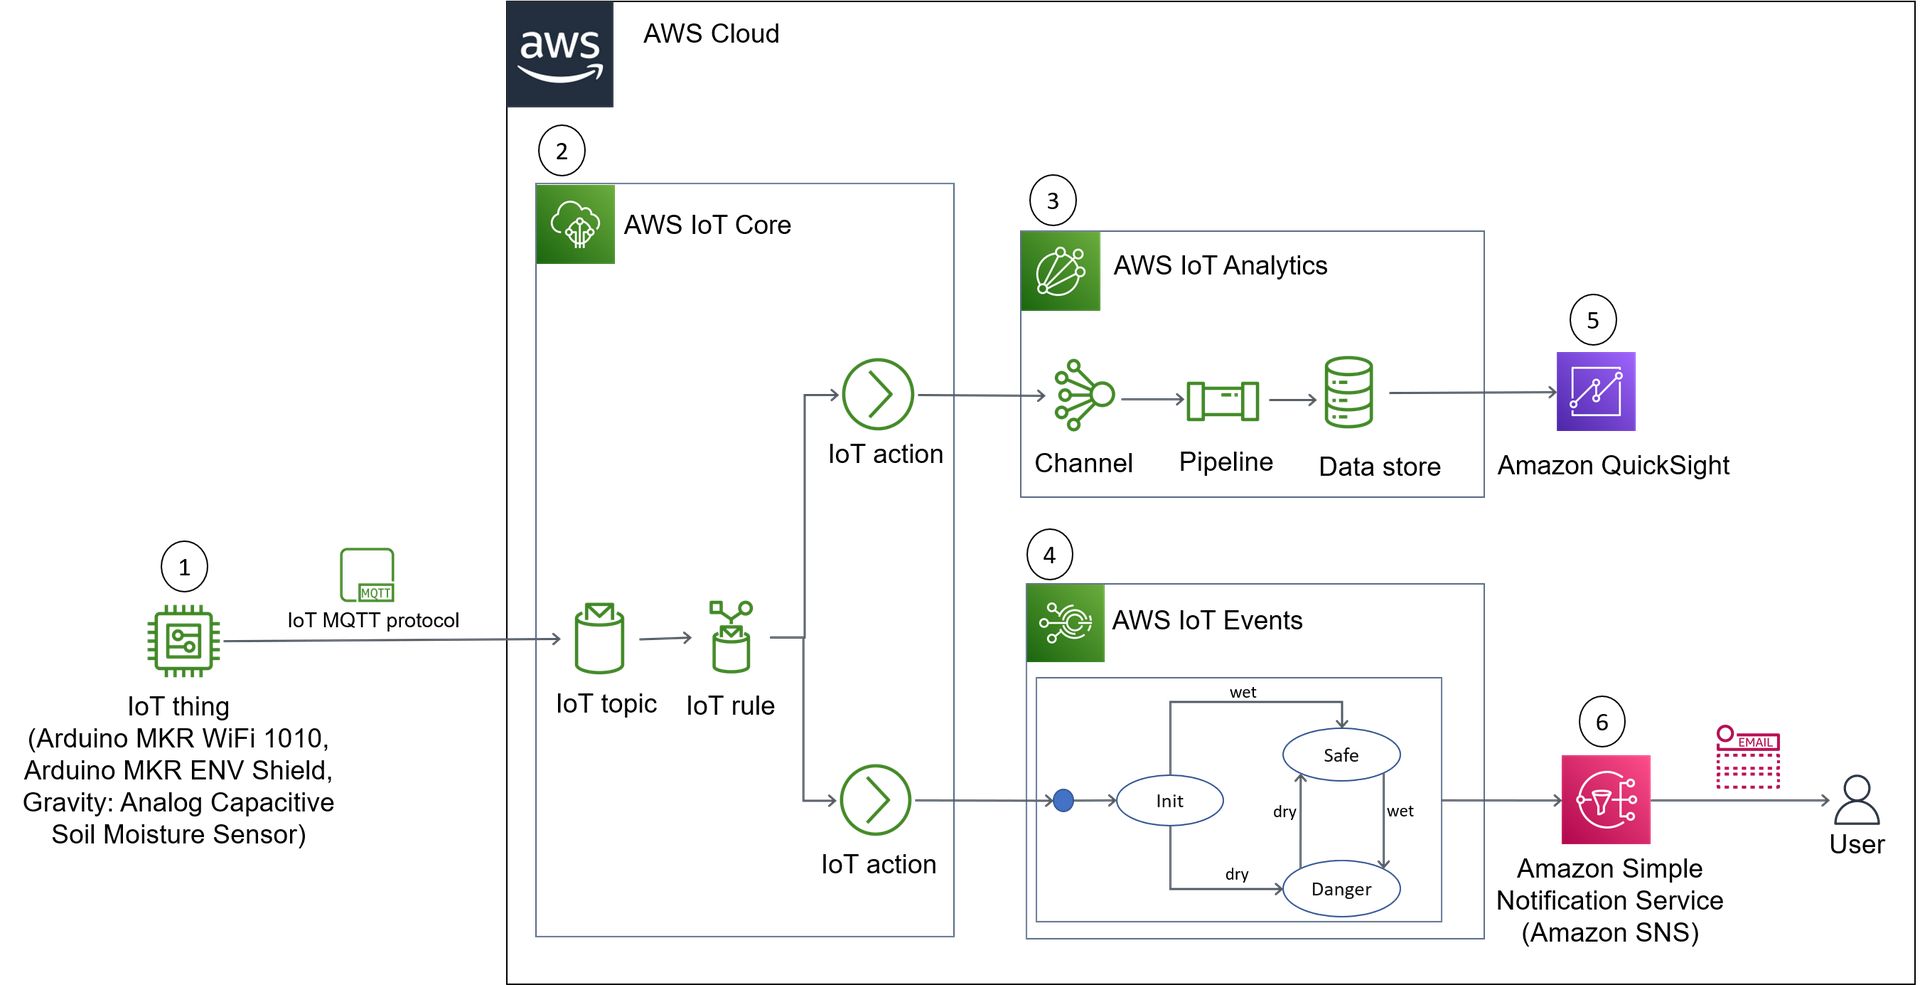 aws
AWS Cloud
2
AWS IoT Core
3
AWS IoT Analytics
5
IoT action
Channel
Pipeline
Data store
Amazon QuickSight
1
MQTT
IoT MQTT protocol
IoT thing
(Arduino MKR WiFi 1010,
Arduino MKR ENV Shield,
Gravity: Analog Capacitive
Soil Moisture Sensor)
IoT topic
IoT rule
IoT action
4
AWS IoT Events
wet
Safe
Init
dry
wet
dry
Danger
6
EMAIL
User
Amazon Simple
Notification Service
(Amazon SNS)